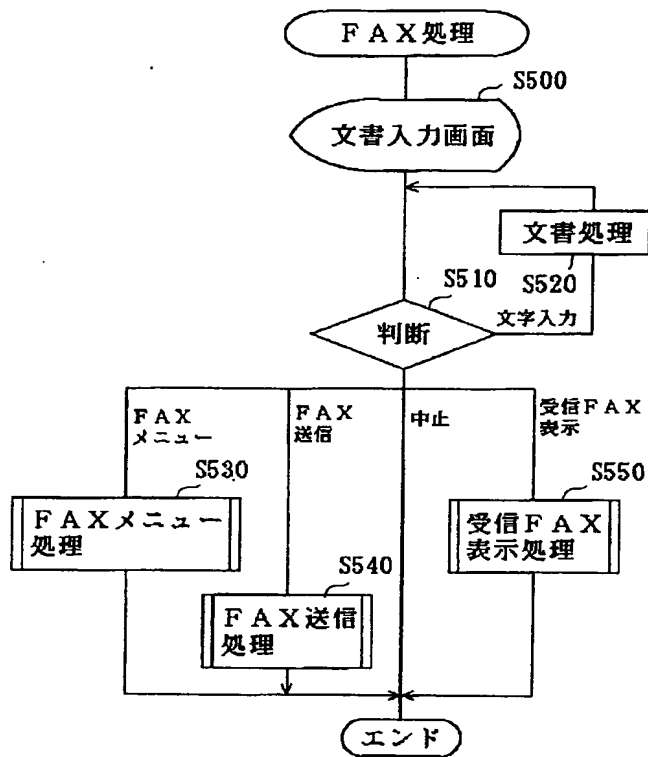 ＦＡＸ処理
S500
文書入力画面
文書処理
S520
S510
判断
文字入力
ＦＡＸ
メニュー
ＦＡＸ
送信
中止
受信ＦＡＸ
表示
S530
ＦＡＸメニュー
処理
S550
受信ＦＡＸ
表示処理
S540
ＦＡＸ送信
処理
エンド